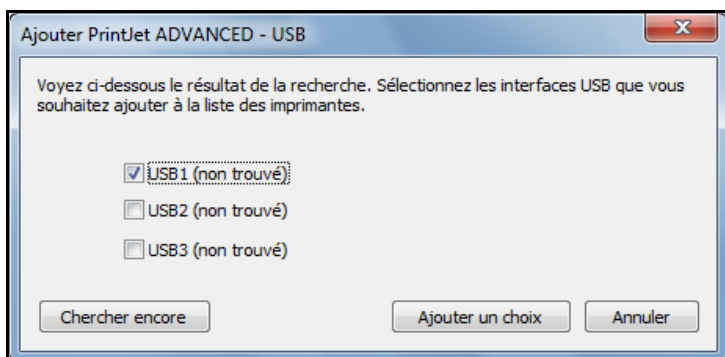 Ajouter PrintJet ADVANCED - USB
Voyez ci-dessous le résultat de la recherche. Sélectionnez les interfaces USB que vous
souhaitez ajouter à la liste des imprimantes.
USB1 (non trouvé)
USB2 (non trouvé)
USB3 (non trouvé)
Chercher encore
Ajouter un choix
Annuler